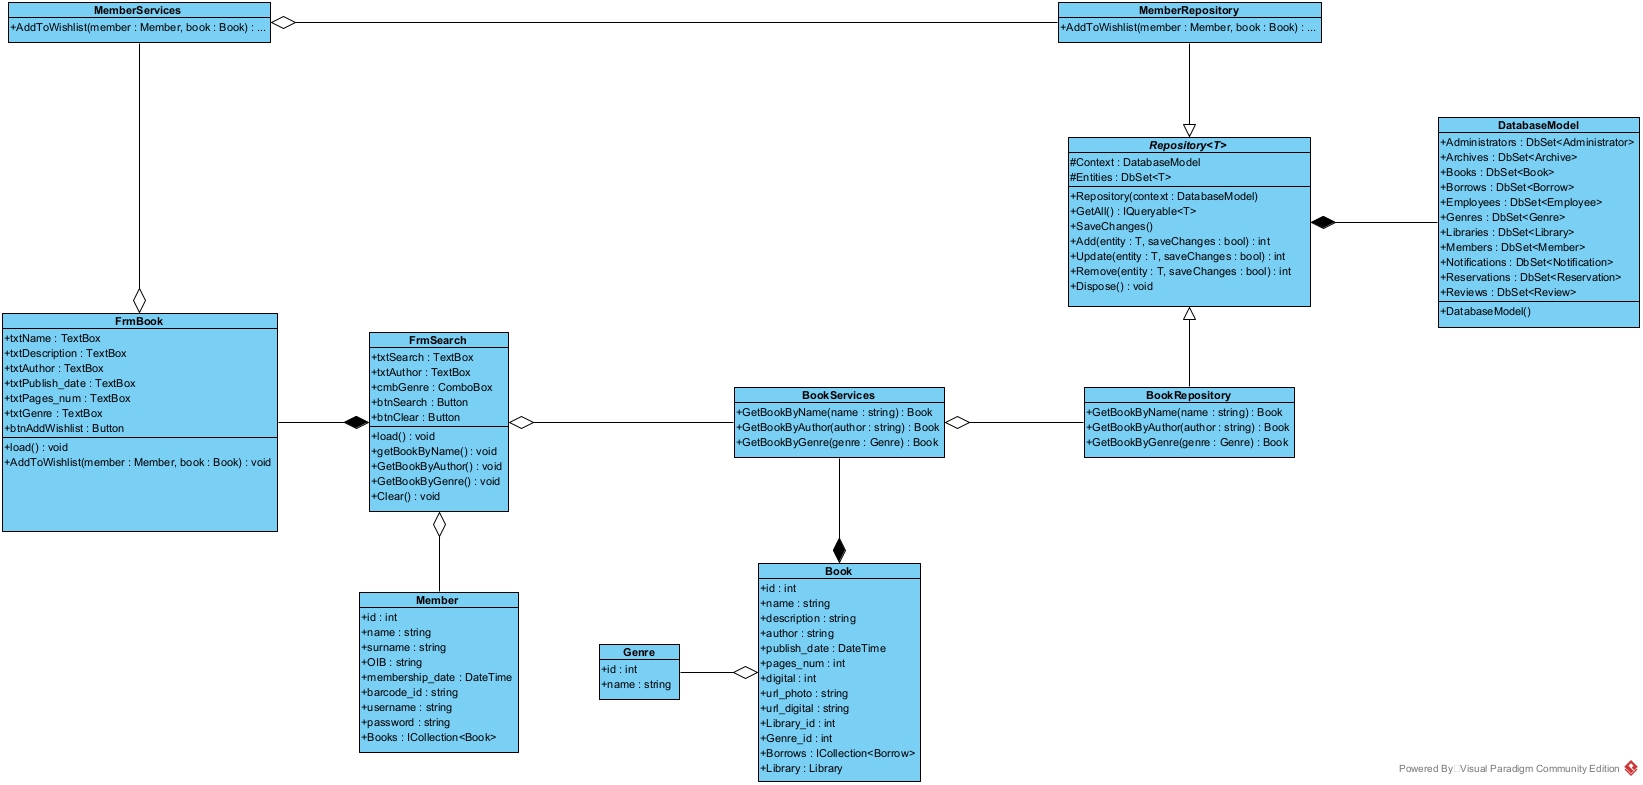 MemberServices
+AddToWishlist(member : Member, book : Book) : ...
MemberRepository
+AddToWishlist(member : Member, book : Book) : ...
Repository<T>
#Context : DatabaseModel
#Entities : DbSet<T>
+Repository(context : DatabaseModel)
+GetAll() : IQueryable<T>
+SaveChanges()
+Add(entity : T, saveChanges : bool) : int
+Update(entity : T, saveChanges : bool) : int
+Remove(entity : T, saveChanges : bool) : int
+Dispose() : void
DatabaseModel
+Administrators : DbSet<Administrator>
+Archives : DbSet<Archive>
+Books : DbSet<Book>
+Borrows : DbSet<Borrow>
+Employees : DbSet<Employee>
+Genres : DbSet<Genre>
+Libraries : DbSet<Library>
+Members : DbSet<Member>
+Notifications : DbSet<Notification>
+Reservations : DbSet<Reservation>
+Reviews : DbSet<Review>
+DatabaseModel()
FrmBook
+txtName : TextBox
+txtDescription : TextBox
+txtAuthor : TextBox
+txtPublish_date : TextBox
+txtPages_num : TextBox
+txtGenre : TextBox
+btnAddWishlist : Button
+load() : void
+AddToWishlist(member : Member, book : Book) : void
FrmSearch
+txtSearch : TextBox
+txtAuthor : TextBox
+cmbGenre : ComboBox
+btnSearch : Button
+btnClear : Button
+load() : void
+getBookByName() : void
+GetBookByAuthor() : void
+GetBookByGenre() : void
+Clear() : void
BookServices
+GetBookByName(name : string) : Book
+GetBookByAuthor(author : string) : Book
+GetBookByGenre(genre : Genre) : Book
BookRepository
+GetBookByName(name : string) : Book
+GetBookByAuthor(author : string) : Book
+GetBookByGenre(genre : Genre) : Book
Member
+id : int
+name : string
+surname : string
+OIB : string
+membership_date : DateTime
+barcode_id : string
+username : string
+password : string
+Books : ICollection<Book>
Genre
+id : int
+name : string
Book
+id : int
+name : string
+description : string
+author : string
+publish_date : DateTime
+pages_num : int
+digital : int
+url_photo : string
+url_digital : string
+Library_id : int
+Genre_id : int
+Borrows : ICollection<Borrow>
+Library : Library
Powered By Visual Paradigm Community Edition